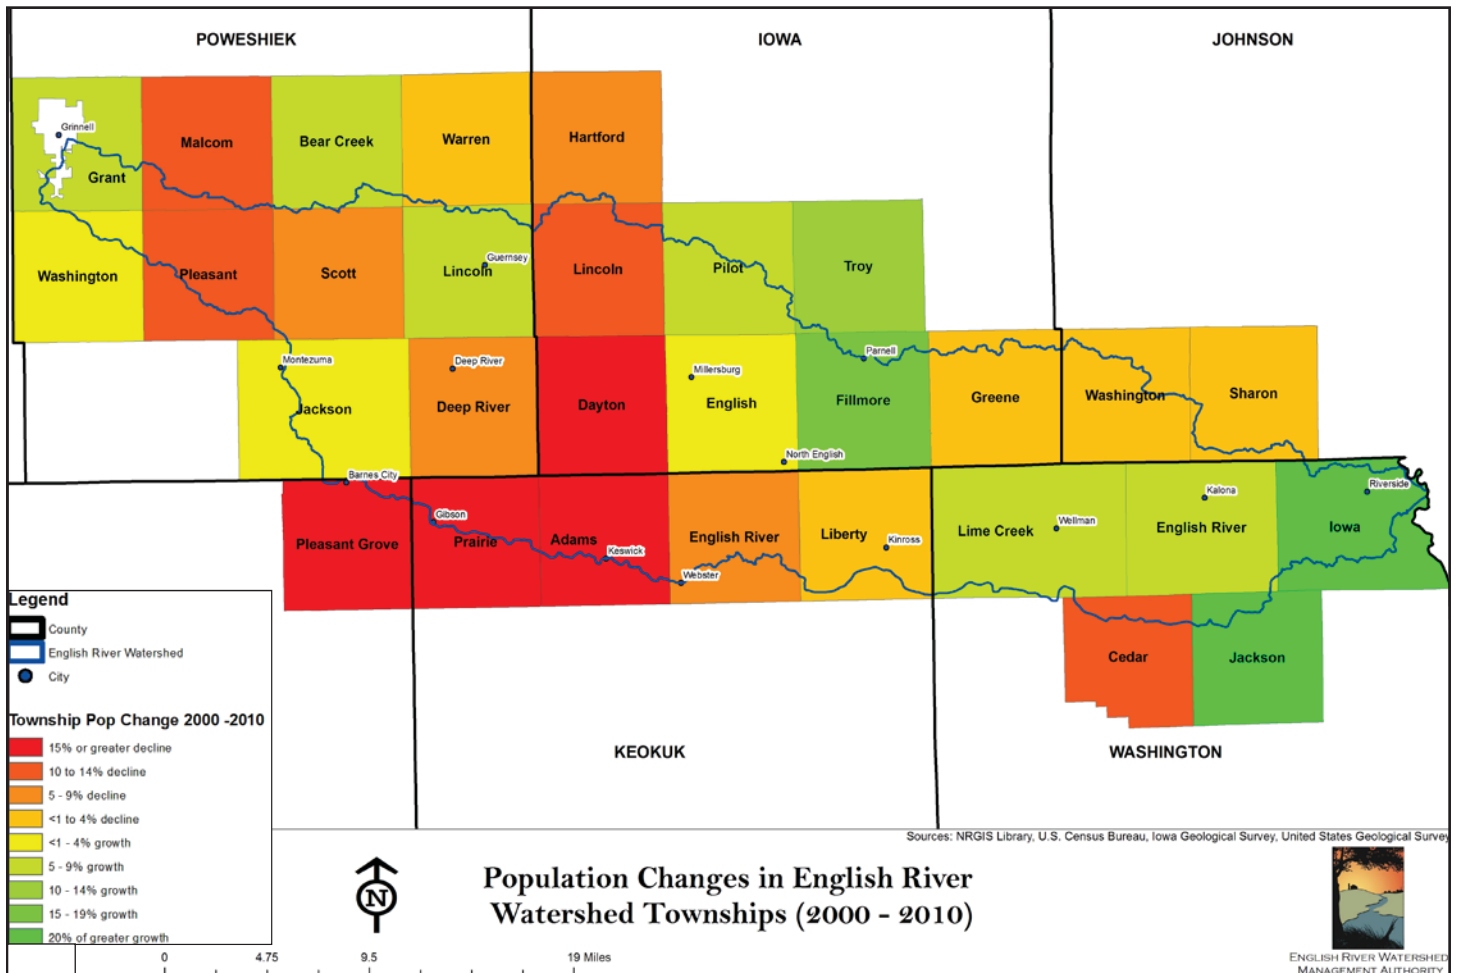 POWESHIEK
IOWA
JOHNSON
Grinnell
Malcom
Bear Creek
Warren
Hartford
Grant
Washington
Pleasant
Scott
Lincoln
Guernsey
Lincoln
Pilot
Troy
Montezuma
Jackson
Deep River
Deep River
Dayton
Millersburg
English
Parnell
Fillmore
Greene
Washington
Sharon
North English
Barnes City
Pleasant Grove
Gibson
Prairie
Adams
Keswick
English River
Webster
Liberty
Kinross
Lime Creek
Wellman
Kalona
English River
Riverside
Iowa
Cedar
Jackson
KEOKUK
WASHINGTON
Legend
County
English River Watershed
City
Township Pop Change 2000 -2010
15% or greater decline
10 to 14% decline
5 - 9% decline
<1 to 4% decline
<1 - 4% growth
5 - 9% growth
10 - 14% growth
15 - 19% growth
20% of greater growth
Sources: NRGIS Library, U.S. Census Bureau, Iowa Geological Survey, United States Geological Survey
N
Population Changes in English River
Watershed Townships (2000 - 2010)
0 4.75 9.5 19 Miles
ENGLISH RIVER WATERSHED
MANAGEMENT AUTHORITY